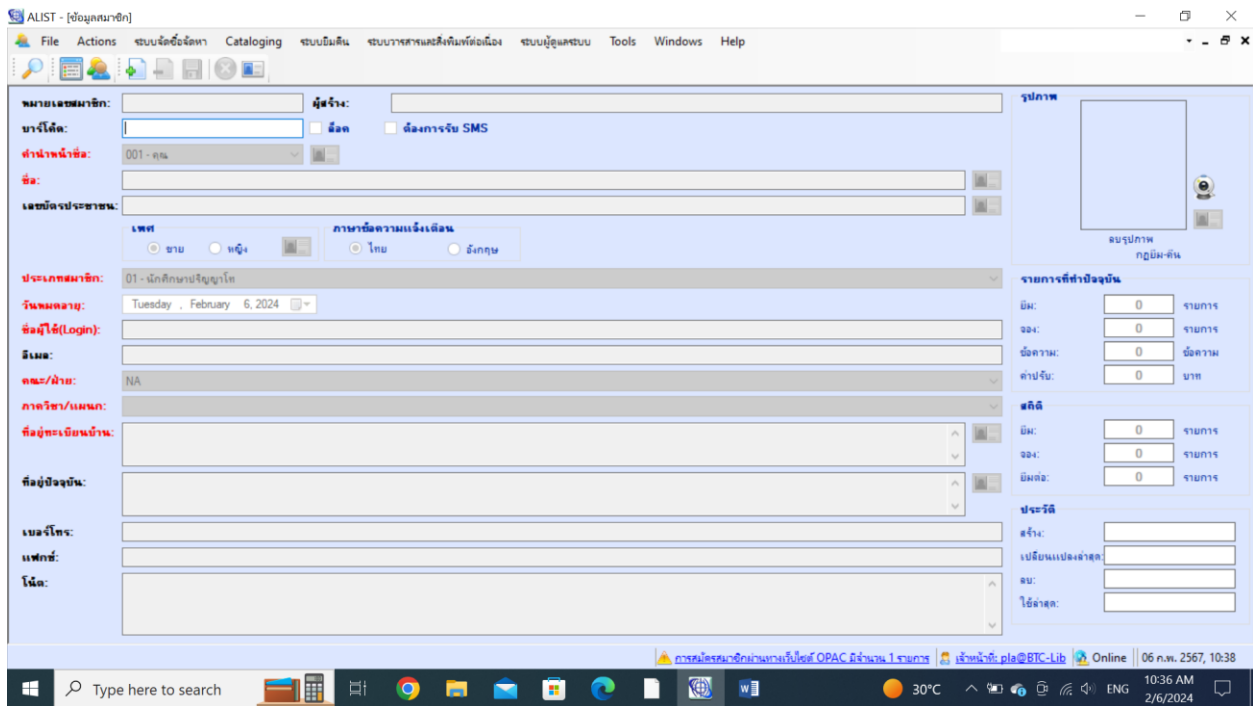 ALIST - [ข้อมูลสมาชิก]
File Actions ระบบจัดซื้อจัดหา Cataloging ระบบยืมคืน ระบบวารสารและสิ่งพิมพ์ต่อเนื่อง ระบบผู้ดูแลระบบ Tools Windows Help
หมายเลขสมาชิก: ผู้สร้าง:
บาร์โค้ด: ล็อค ต้องการรับ SMS
คำนำหน้าชื่อ: 001 - คุณ
ชื่อ:
เลขบัตรประชาชน:
เพศ ภาษาข้อความแจ้งเตือน
ชาย หญิง ไทย อังกฤษ
ประเภทสมาชิก: 01 - นักศึกษาปริญญาโท
วันหมดอายุ: Tuesday , February 6, 2024
ชื่อผู้ใช้(Login):
อีเมล:
คณะ/ฝ่าย: NA
ภาควิชา/แผนก:
ที่อยู่ทะเบียนบ้าน:
ที่อยู่ปัจจุบัน:
เบอร์โทร:
แฟกซ์:
โน้ต:
รูปภาพ
ลบรูปภาพ
กฎยืม-คืน
รายการที่ทำปัจจุบัน
ยืม: 0 รายการ
จอง: 0 รายการ
ข้อความ: 0 ข้อความ
ค่าปรับ: 0 บาท
สถิติ
ยืม: 0 รายการ
จอง: 0 รายการ
ยืมต่อ: 0 รายการ
ประวัติ
สร้าง:
เปลี่ยนแปลงล่าสุด:
ลบ:
ใช้ล่าสุด:
การสมัครสมาชิกผ่านทางเว็บไซต์ OPAC มีจำนวน 1 รายการ เจ้าหน้าที่: pla@BTC-Lib Online 06 ก.พ. 2567, 10:38
Type here to search 30°C ENG 10:36 AM
2/6/2024